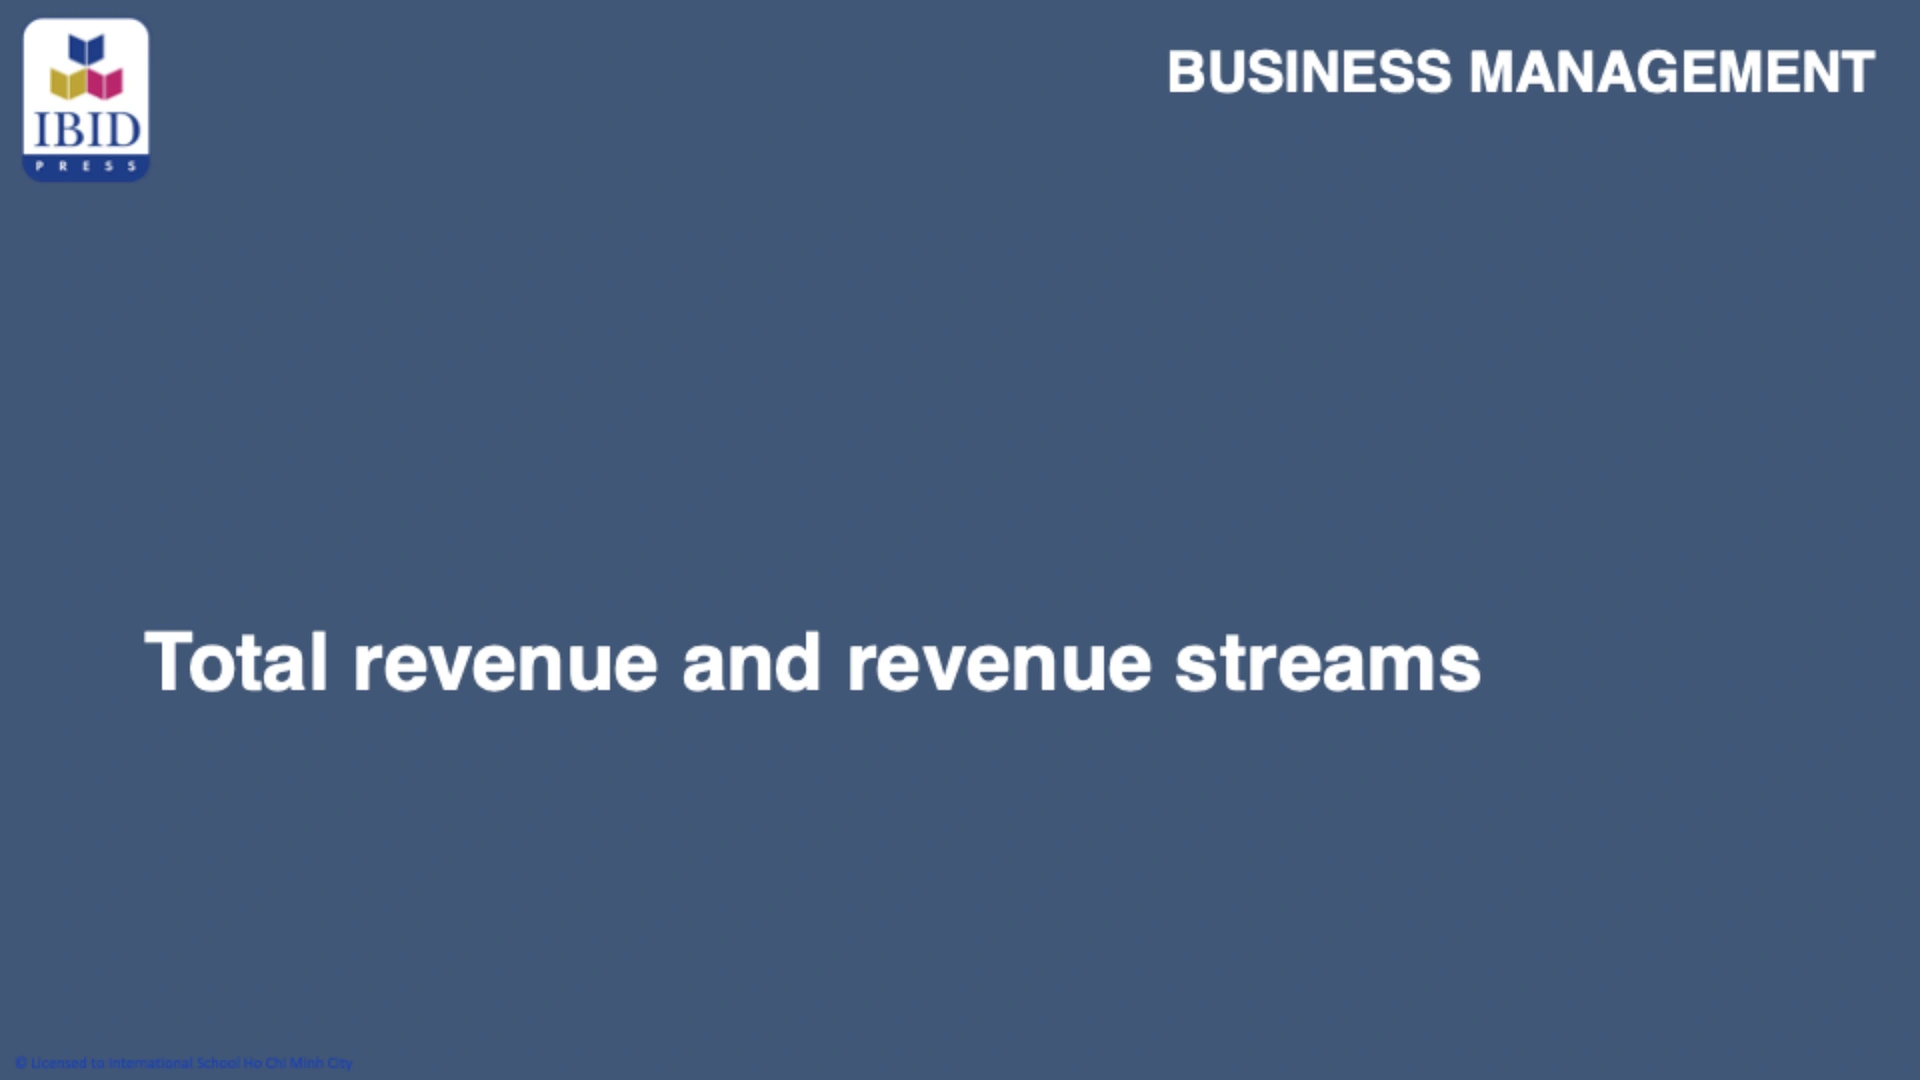 IBID
PRESS
BUSINESS MANAGEMENT
Total revenue and revenue streams
© Licensed to International School Ho Chi Minh City